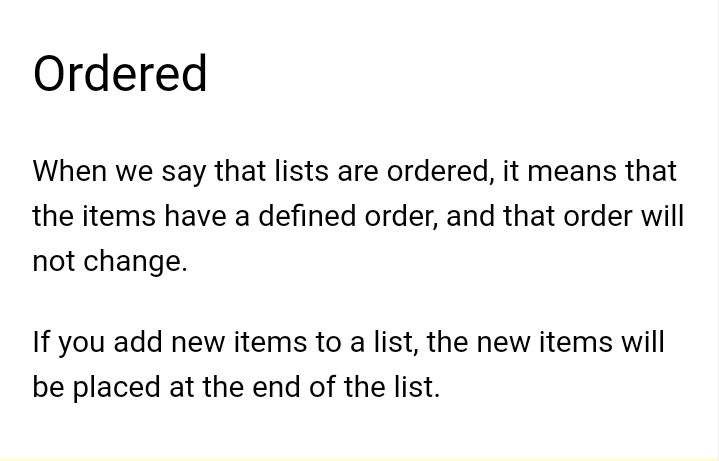 Ordered
When we say that lists are ordered, it means that
the items have a defined order, and that order will
not change.
If you add new items to a list, the new items will
be placed at the end of the list.